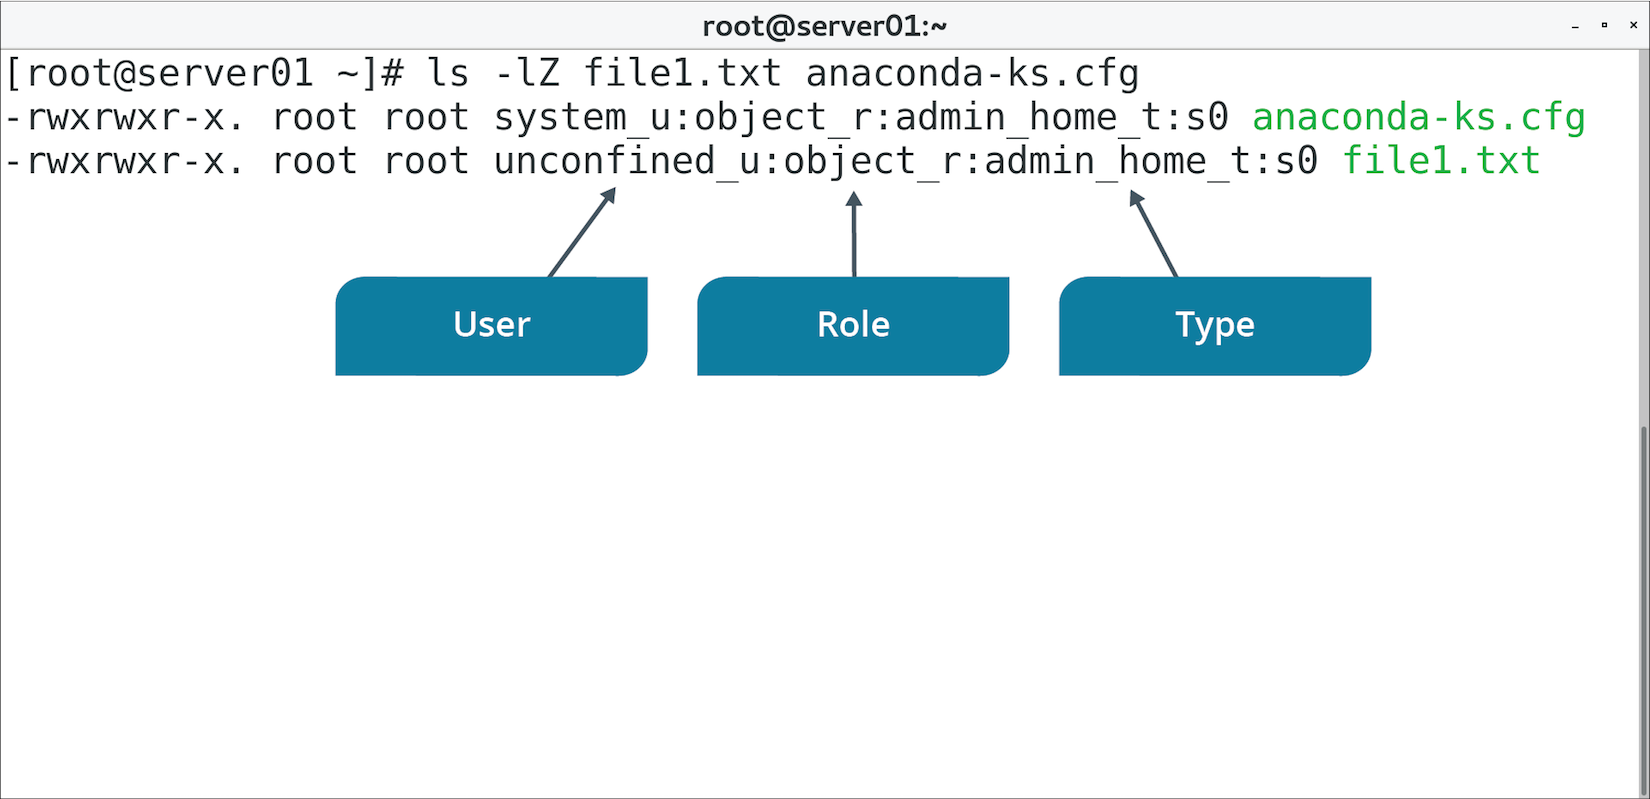 root@server01:~
[root@server01 ~]# ls -lZ file1.txt anaconda-ks.cfg
-rwxrwxr-x. root root system_u:object_r:admin_home_t:s0 anaconda-ks.cfg
-rwxrwxr-x. root root unconfined_u:object_r:admin_home_t:s0 file1.txt
User Role Type